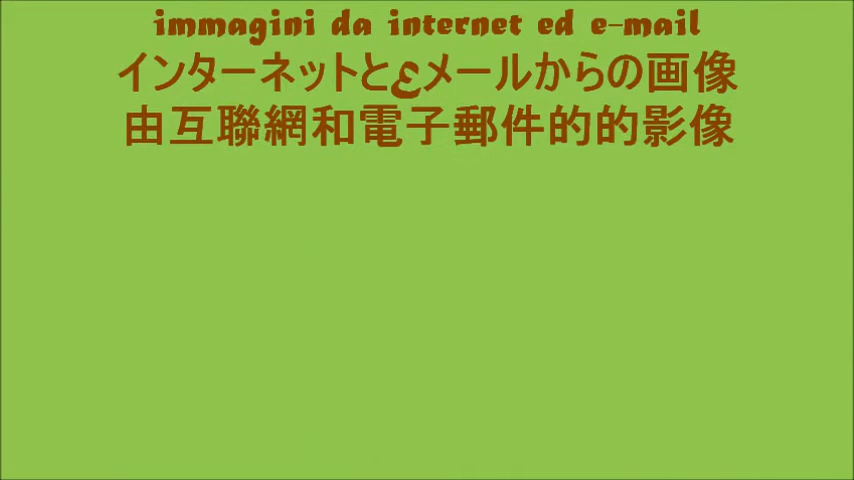 immagini da internet ed e-mail
インターネットとEメールからの画像
由互聯網和電子郵件的的影像